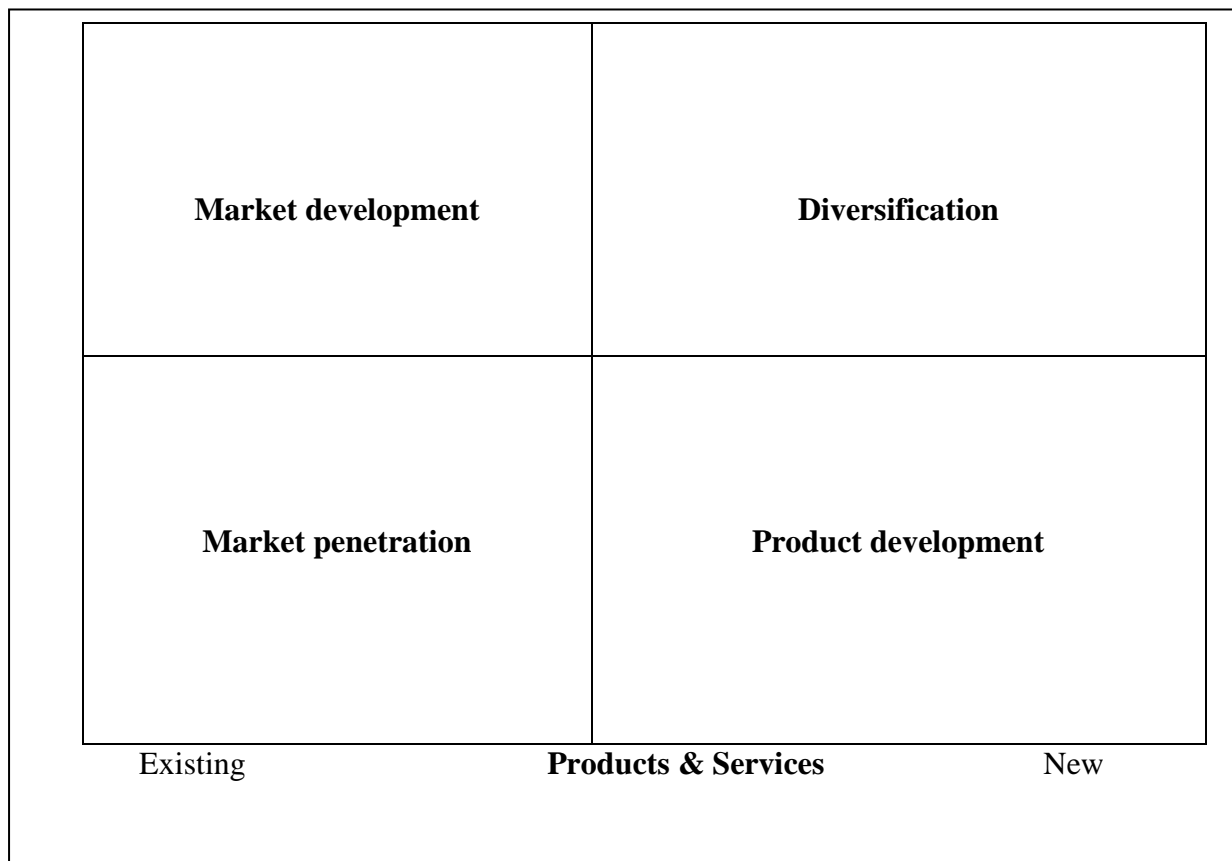 Market development Diversification
Market penetration Product development
Existing Products & Services New